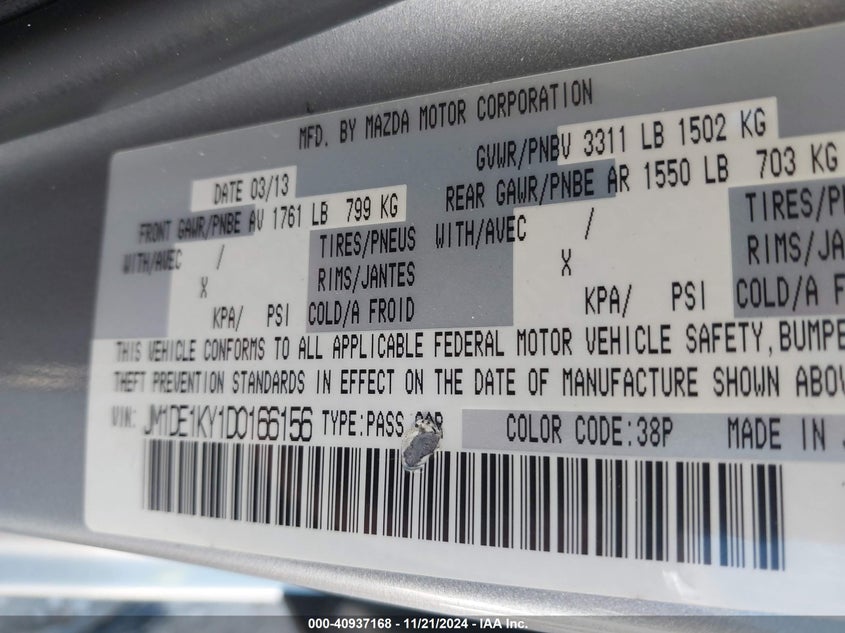 MFD. BY MAZDA MOTOR CORPORATION
DATE 03/13 GVWR/PNBV 3311 LB 1502 KG
FRONT GAWR/PNBE AV 1761 LB 799 KG REAR GAWR/PNBE AR 1550 LB 703 KG
WITH/AVEC / TIRES/PNEUS WITH/AVEC / TIRES/PN
X RIMS/JANTES X RIMS/JA
KPA/ PSI COLD/A FROID KPA/ PSI COLD/A F
THIS VEHICLE CONFORMS TO ALL APPLICABLE FEDERAL MOTOR VEHICLE SAFETY, BUMPE
THEFT PREVENTION STANDARDS IN EFFECT ON THE DATE OF MANUFACTURE SHOWN ABOV
VIN: JM1DE1KY1D0166156 TYPE:PASS CAR COLOR CODE:38P MADE IN J
000-40937168 - 11/21/2024 - IAA Inc.